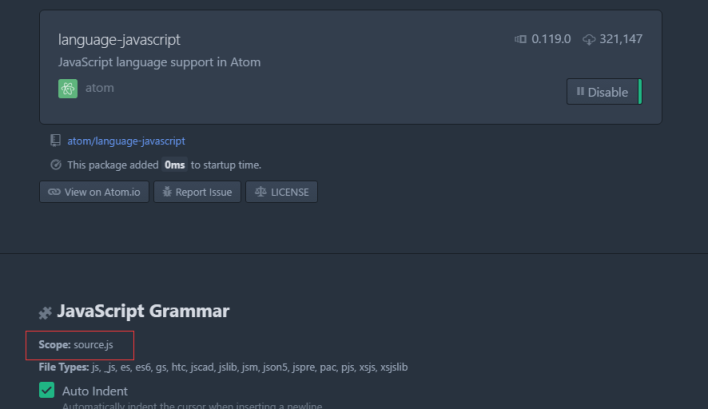 language-javascript
0.119.0 321,147
JavaScript language support in Atom
atom
Disable
atom/language-javascript
This package added 0ms to startup time.
View on Atom.io Report Issue LICENSE
JavaScript Grammar
Scope: source.js
File Types: js, _js, es, es6, gs, htc, jscad, jslib, jsm, json5, jspre, pac, pjs, xsjs, xsjslib
Auto Indent
Automatically indent the cursor when inserting a newline